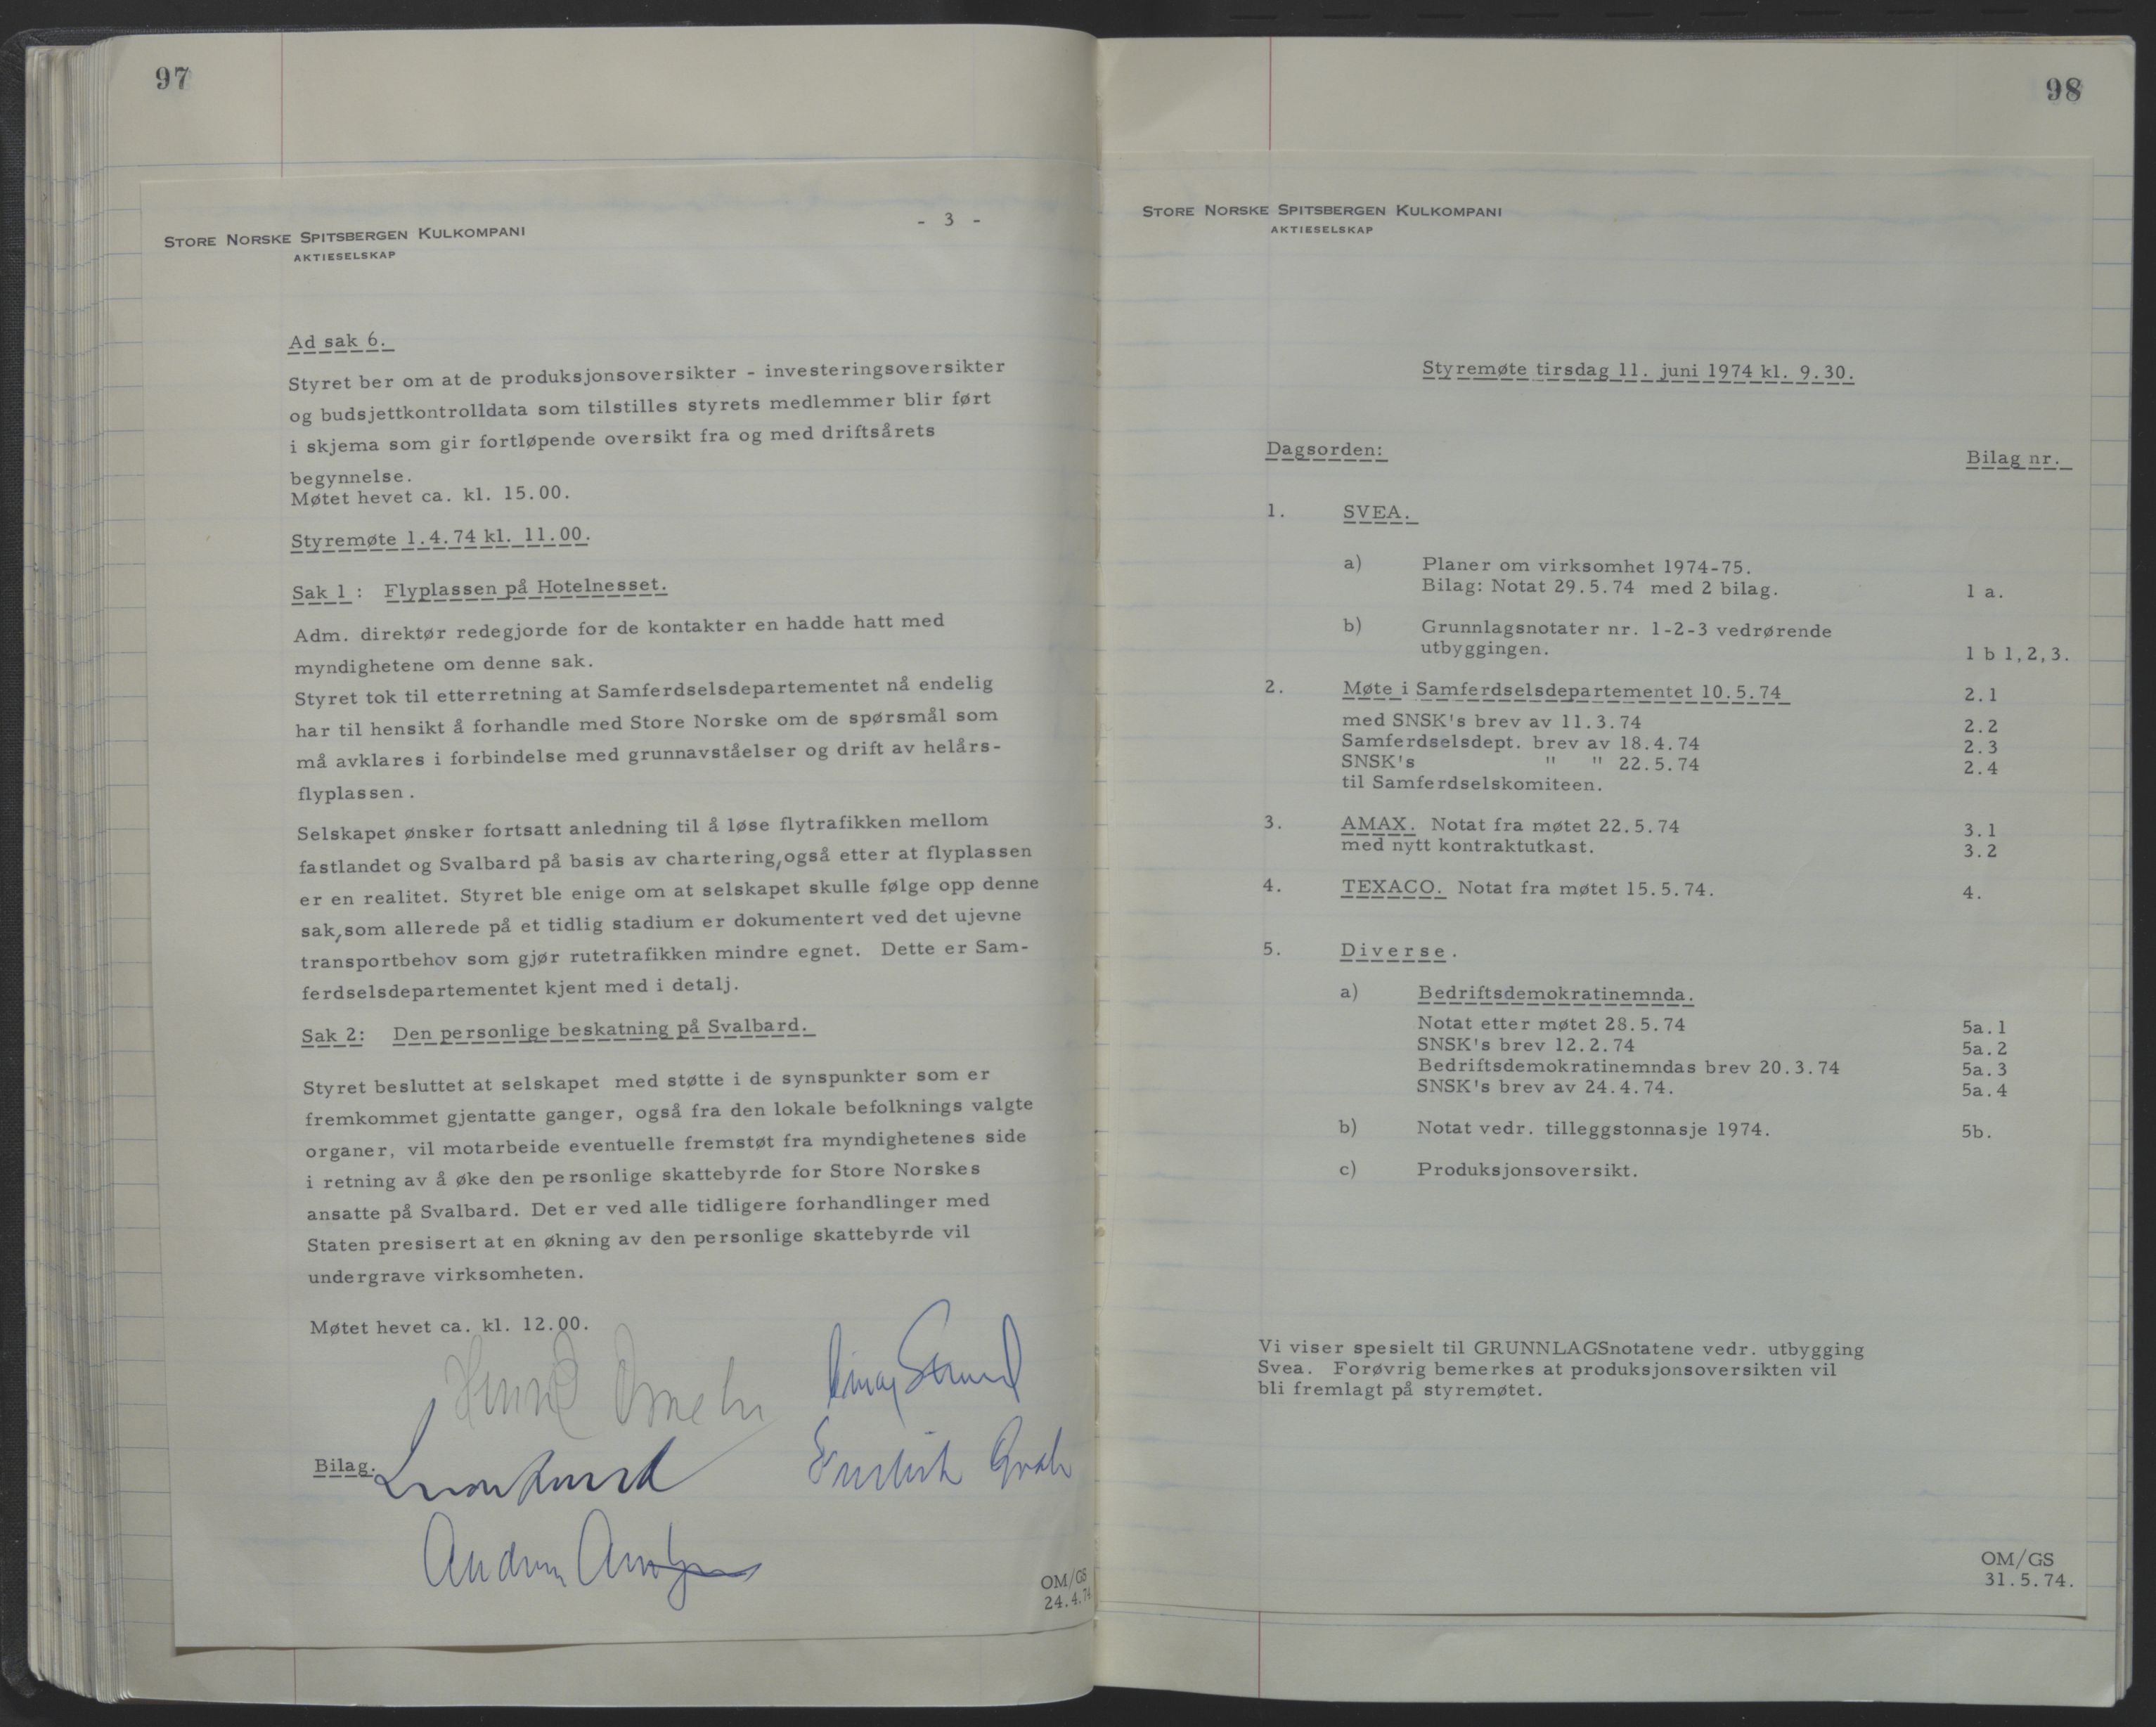 97
- 3 -
STORE NORSKE SPITSBERGEN KULKOMPANI
AKTIESELSKAP
Ad sak 6.
Styret ber om at de produksjonsoversikter - investeringsoversikter
og budsjettkontrolldata som tilstilles styrets medlemmer blir ført
i skjema som gir fortløpende oversikt fra og med driftsårets
begynnelse.
Møtet hevet ca. kl. 15.00.
Styremøte 1.4.74 kl. 11.00.
Sak 1 : Flyplassen på Hotelnesset.
Adm. direktør redegjorde for de kontakter en hadde hatt med
myndighetene om denne sak.
Styret tok til etterretning at Samferdselsdepartementet nå endelig
har til hensikt å forhandle med Store Norske om de spørsmål som
må avklares i forbindelse med grunnavståelser og drift av helårs-
flyplassen.
Selskapet ønsker fortsatt anledning til å løse flytrafikken mellom
fastlandet og Svalbard på basis av chartering, også etter at flyplassen
er en realitet. Styret ble enige om at selskapet skulle følge opp denne
sak, som allerede på et tidlig stadium er dokumentert ved det ujevne
transportbehov som gjør rutetrafikken mindre egnet. Dette er Sam-
ferdselsdepartementet kjent med i detalj.
Sak 2: Den personlige beskatning på Svalbard.
Styret besluttet at selskapet med støtte i de synspunkter som er
fremkommet gjentatte ganger, også fra den lokale befolknings valgte
organer, vil motarbeide eventuelle fremstøt fra myndighetenes side
i retning av å øke den personlige skattebyrde for Store Norskes
ansatte på Svalbard. Det er ved alle tidligere forhandlinger med
Staten presisert at en økning av den personlige skattebyrde vil
undergrave virksomheten.
Møtet hevet ca. kl. 12.00.
Bilag.
OM/GS
24.4.74
98
STORE NORSKE SPITSBERGEN KULKOMPANI
AKTIESELSKAP
Styremøte tirsdag 11. juni 1974 kl. 9.30.
Dagsorden: Bilag nr.
1. SVEA.
a) Planer om virksomhet 1974-75.
Bilag: Notat 29.5.74 med 2 bilag. 1 a.
b) Grunnlagsnotater nr. 1-2-3 vedrørende
utbyggingen. 1 b 1,2,3.
2. Møte i Samferdselsdepartementet 10.5.74 2.1
med SNSK's brev av 11.3.74 2.2
Samferdselsdept. brev av 18.4.74 2.3
SNSK's " " 22.5.74 2.4
til Samferdselskomiteen.
3. AMAX. Notat fra møtet 22.5.74 3.1
med nytt kontraktutkast. 3.2
4. TEXACO. Notat fra møtet 15.5.74. 4.
5. Diverse.
a) Bedriftsdemokratinemnda.
Notat etter møtet 28.5.74 5a.1
SNSK's brev 12.2.74 5a.2
Bedriftsdemokratinemndas brev 20.3.74 5a.3
SNSK's brev av 24.4.74. 5a.4
b) Notat vedr. tilleggstonnasje 1974. 5b.
c) Produksjonsoversikt.
Vi viser spesielt til GRUNNLAGSnotatene vedr. utbygging
Svea. Forøvrig bemerkes at produksjonsoversikten vil
bli fremlagt på styremøtet.
OM/GS
31.5.74.